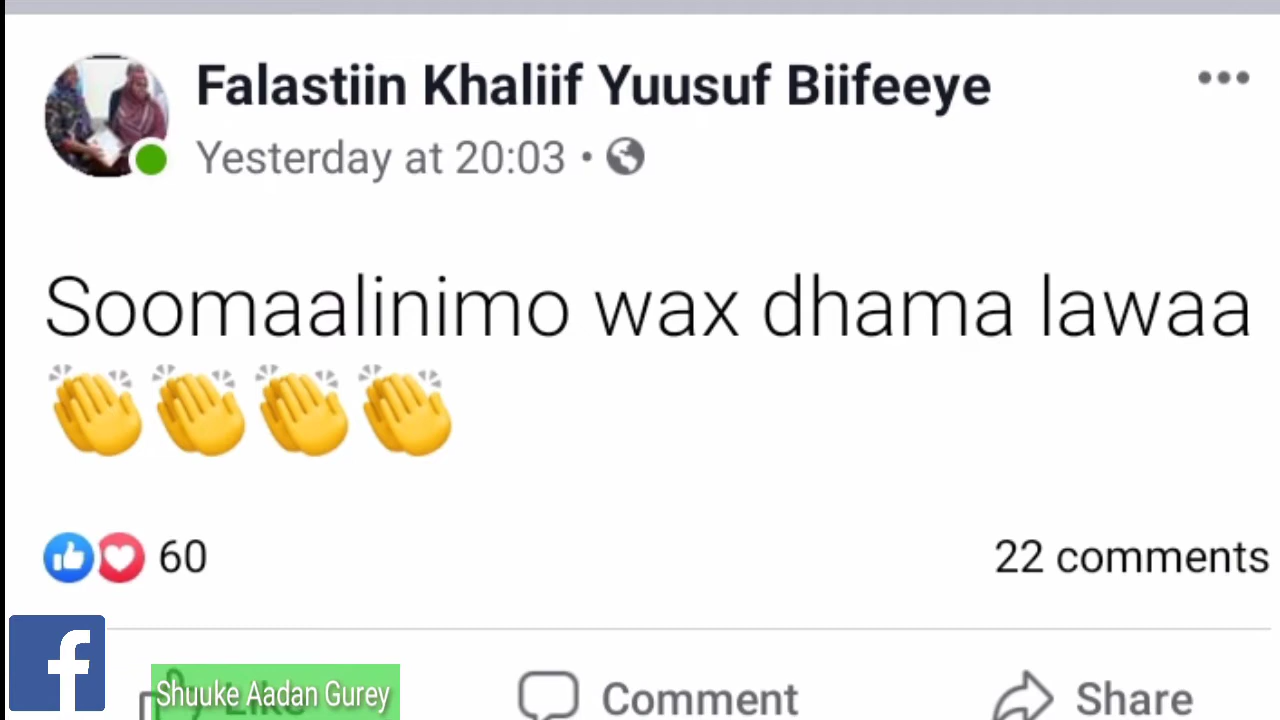 Falastiin Khaliif Yuusuf Biifeeye
Yesterday at 20:03 •
Soomaalinimo wax dhama lawaa
👏👏👏👏
60 22 comments
f
Shuuke Aadan Gurey
Like Comment Share